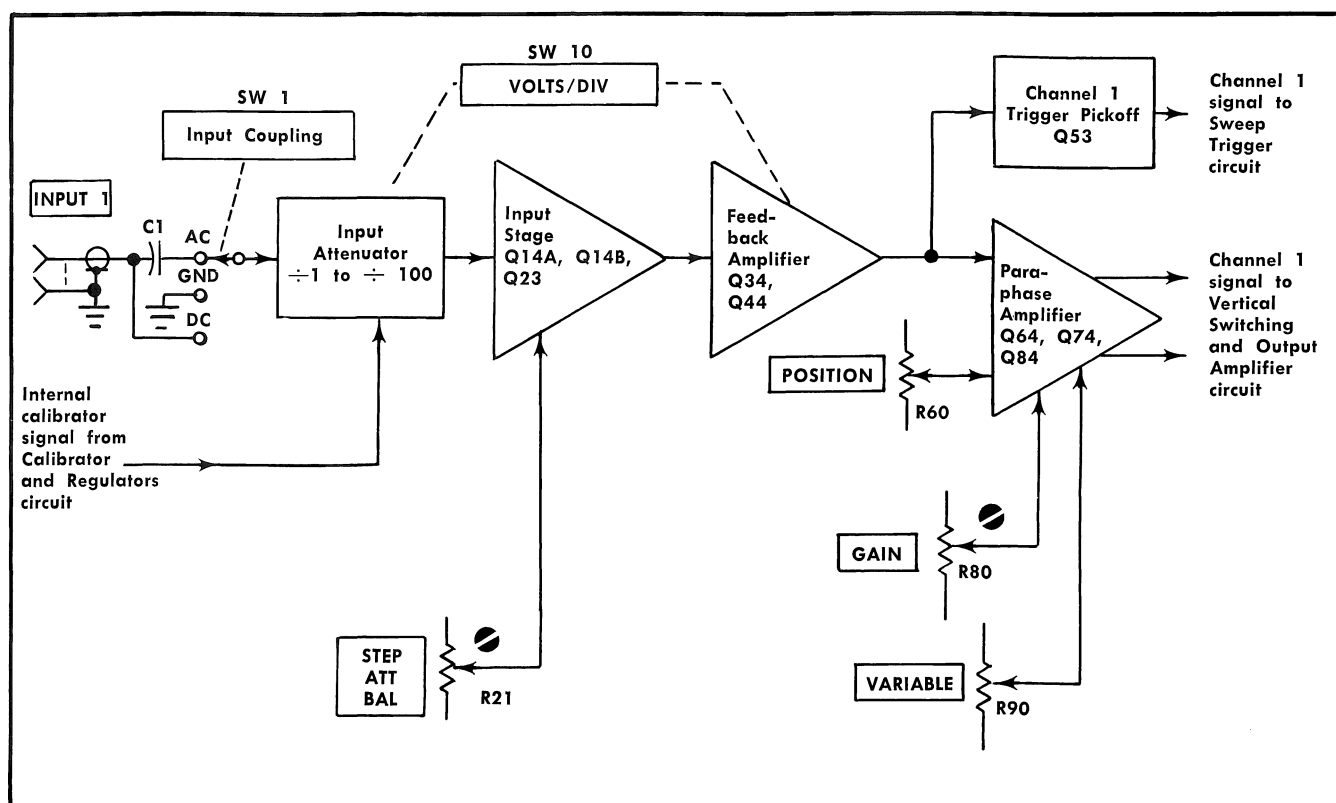 SW 10
VOLTS/DIV
SW 1
Input Coupling
INPUT 1
C1
AC
GND
DC
Input
Attenuator
÷1 to ÷ 100
Input
Stage
Q14A, Q14B,
Q23
Feed-
back
Amplifier
Q34,
Q44
Channel 1
Trigger Pickoff
Q53
Channel 1
signal to
Sweep
Trigger
circuit
Para-
phase
Amplifier
Q64, Q74,
Q84
Channel 1
signal to
Vertical
Switching
and Output
Amplifier
circuit
POSITION
R60
Internal
calibrator
signal from
Calibrator
and Regulators
circuit
GAIN
R80
STEP
ATT
BAL
R21
VARIABLE
R90